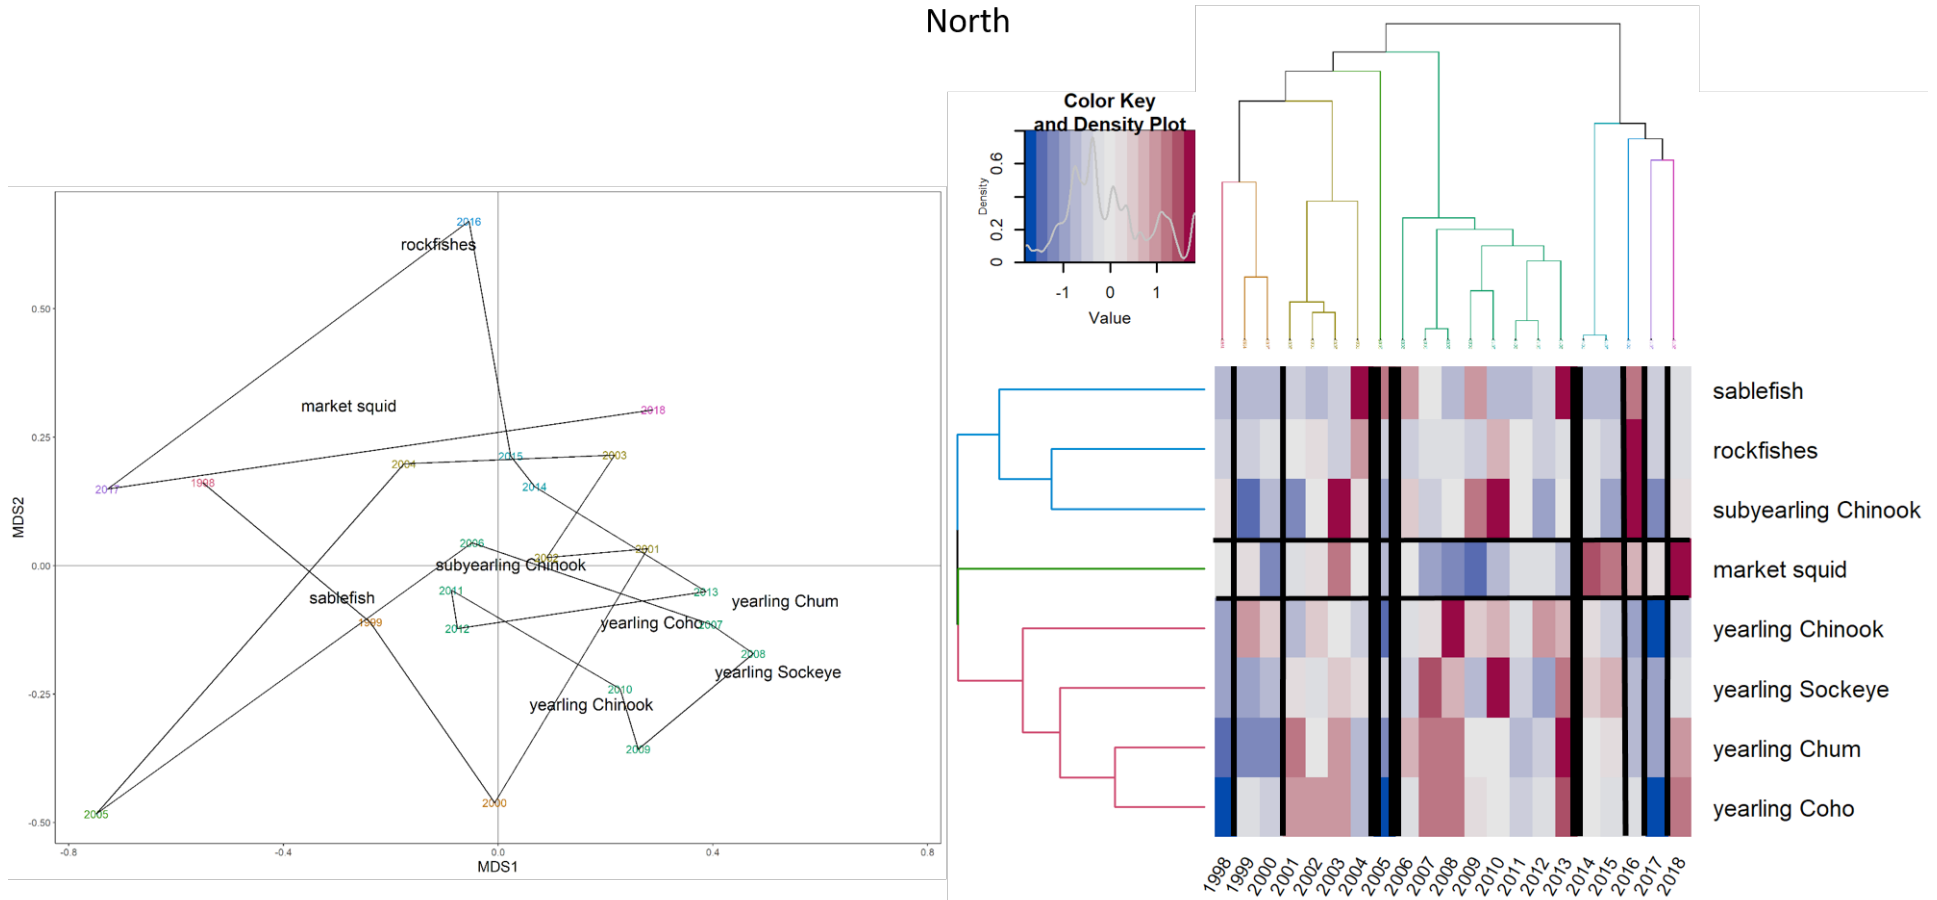 North
Color Key
and Density Plot
Density
0.6
0.2
0
-1 0 1
Value
MDS2
0.50
0.25
0.00
-0.25
-0.50
2016
rockfishes
market squid
2018
2015
2003
2004
2017
1998
2014
2006
2002
2001
subyearling Chinook
2011
2013
sablefish
yearling Chum
1999
2012
yearling Coho
2007
2008
yearling Sockeye
2010
yearling Chinook
2009
2000
2005
-0.8 -0.4 0.0 0.4 0.8
MDS1
sablefish
rockfishes
subyearling Chinook
market squid
yearling Chinook
yearling Sockeye
yearling Chum
yearling Coho
1998 1999 2000 2001 2002 2003 2004 2005 2006 2007 2008 2009 2010 2011 2012 2013 2014 2015 2016 2017 2018